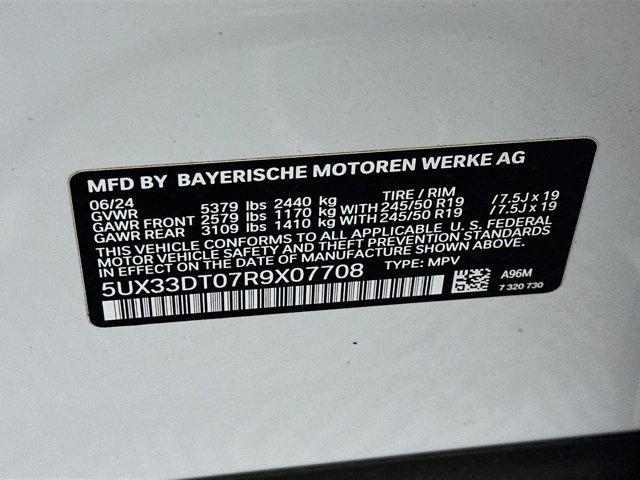 MFD BY BAYERISCHE MOTOREN WERKE AG
06/24 TIRE / RIM
GVWR 5379 lbs 2440 kg
GAWR FRONT 2579 lbs 1170 kg WITH 245/50 R19 / 7.5J x 19
GAWR REAR 3109 lbs 1410 kg WITH 245/50 R19 / 7.5J x 19
THIS VEHICLE CONFORMS TO ALL APPLICABLE U.S. FEDERAL
MOTOR VEHICLE SAFETY AND THEFT PREVENTION STANDARDS
IN EFFECT ON THE DATE OF MANUFACTURE SHOWN ABOVE.
5UX33DT07R9X07708 TYPE: MPV
A96M
7 320 730